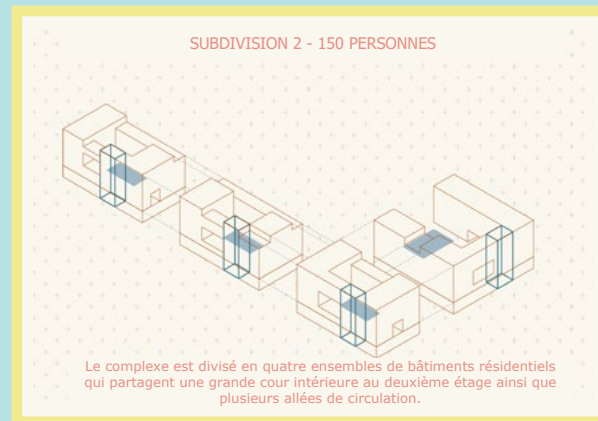 SUBDIVISION 2 - 150 PERSONNES
Le complexe est divisé en quatre ensembles de bâtiments résidentiels
qui partagent une grande cour intérieure au deuxième étage ainsi que
plusieurs allées de circulation.